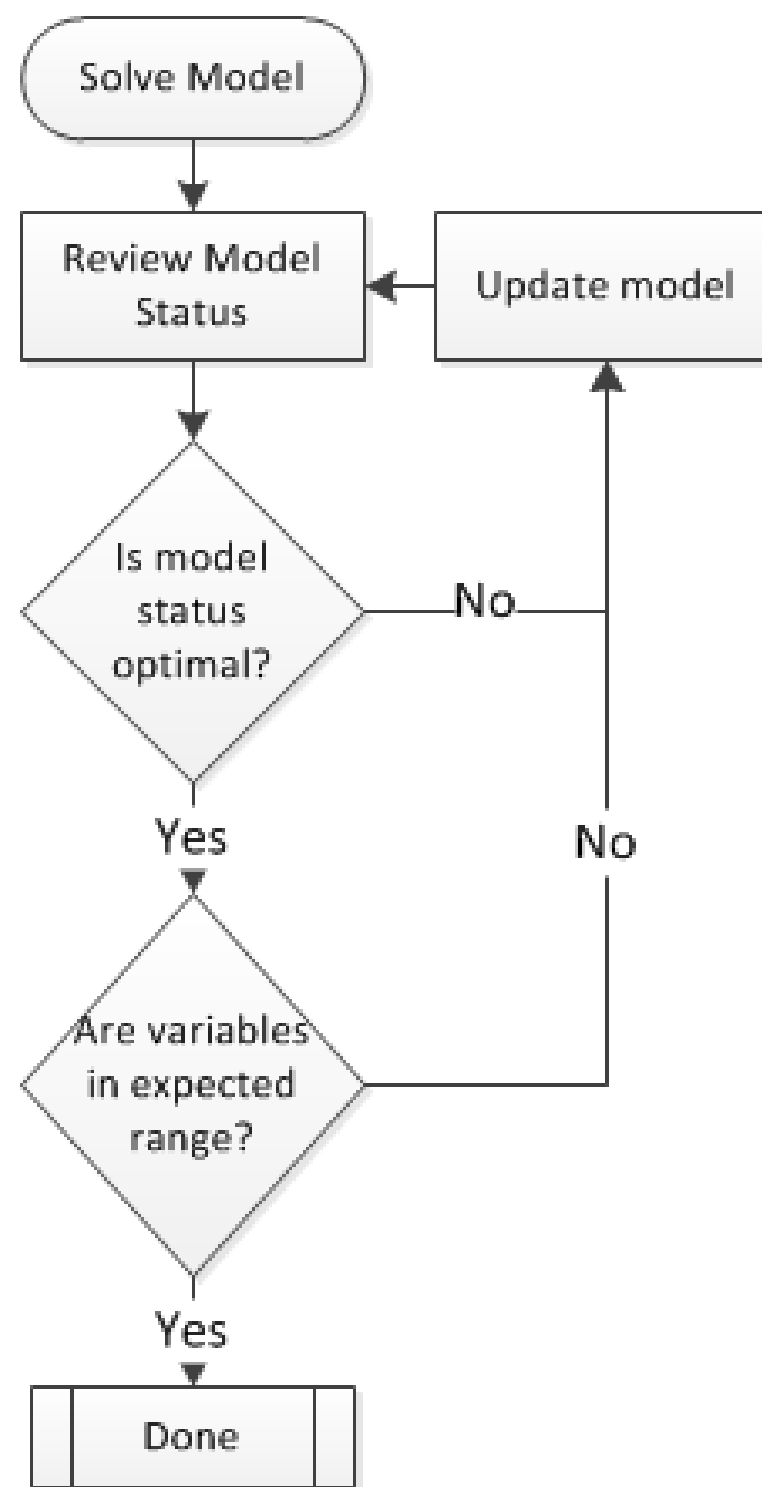 Solve Model
Review Model
Status
Update model
Is model
status
optimal?
No
Yes
No
Are variables
in expected
range?
Yes
Done